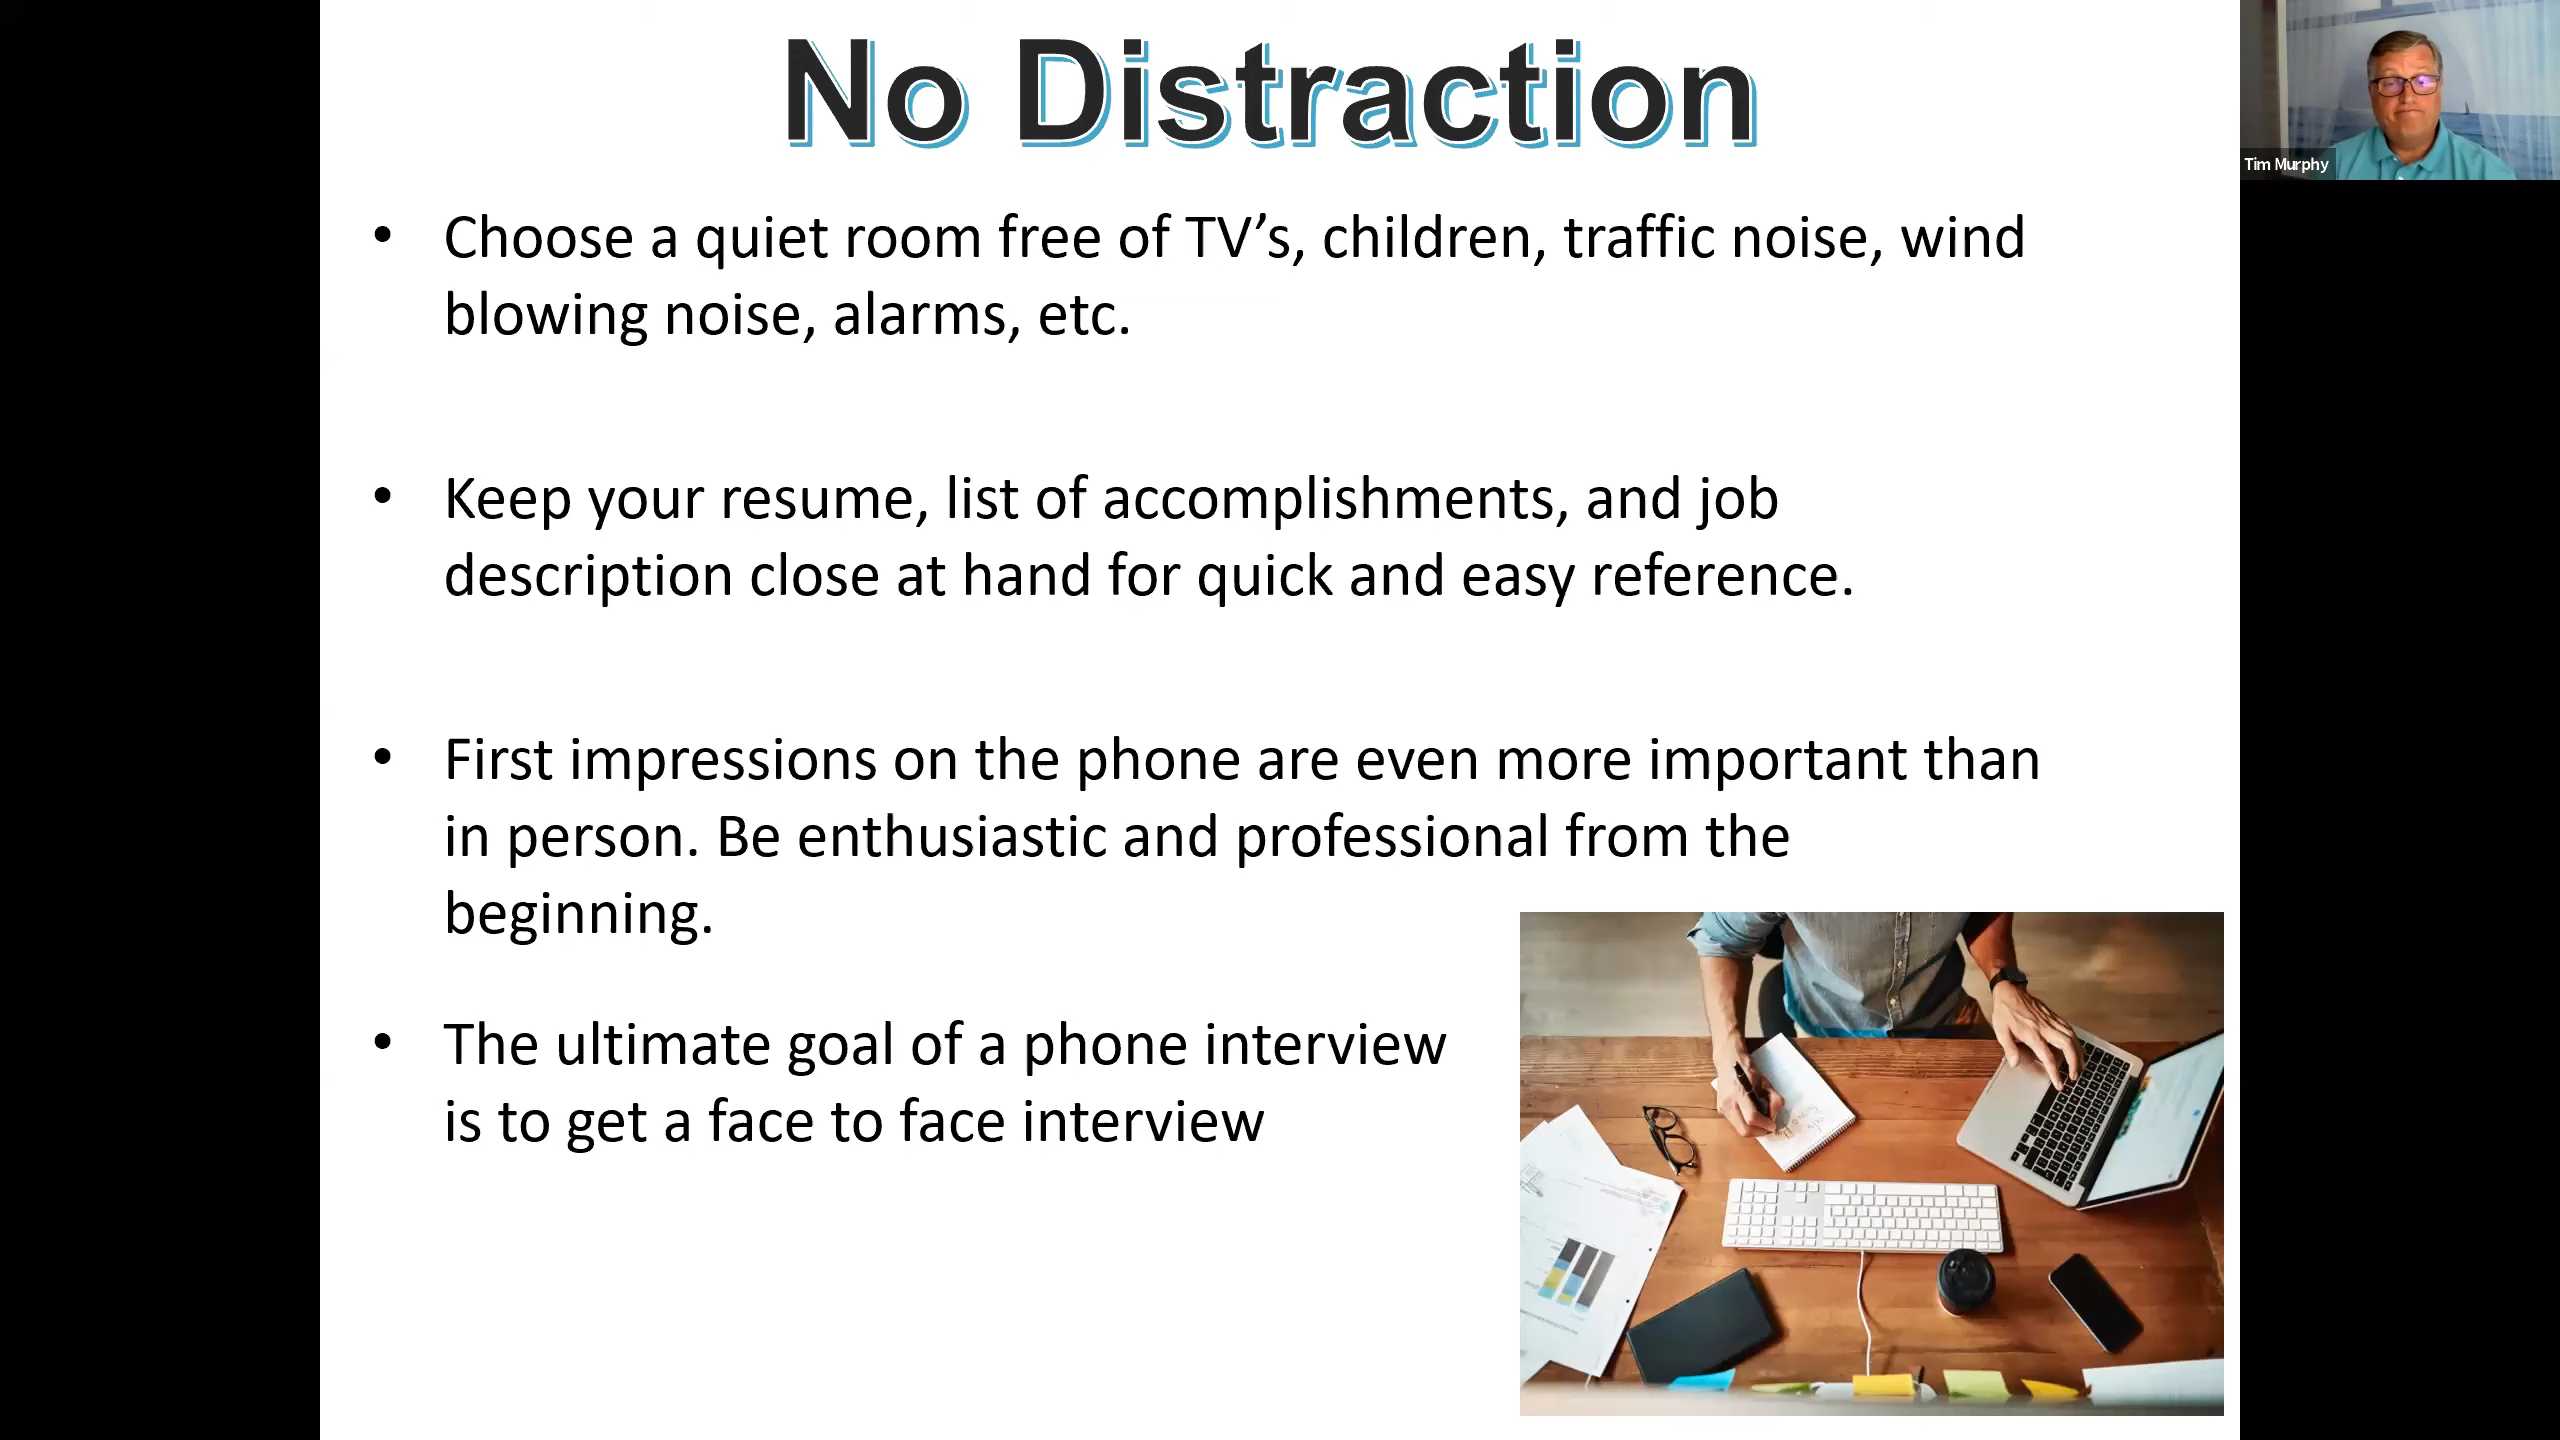 No Distraction
Tim Murphy
• Choose a quiet room free of TV’s, children, traffic noise, wind
blowing noise, alarms, etc.
• Keep your resume, list of accomplishments, and job
description close at hand for quick and easy reference.
• First impressions on the phone are even more important than
in person. Be enthusiastic and professional from the
beginning.
• The ultimate goal of a phone interview
is to get a face to face interview